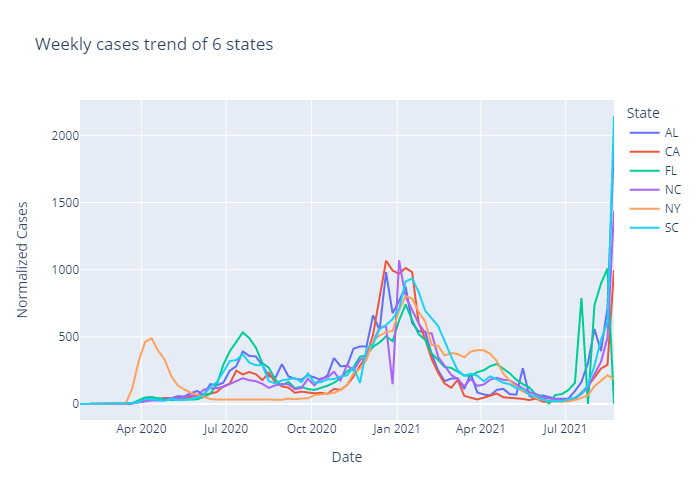 Weekly cases trend of 6 states
State
AL
CA
FL
NC
NY
SC
Normalized Cases
2000
1500
1000
500
0
Apr 2020
Jul 2020
Oct 2020
Jan 2021
Apr 2021
Jul 2021
Date